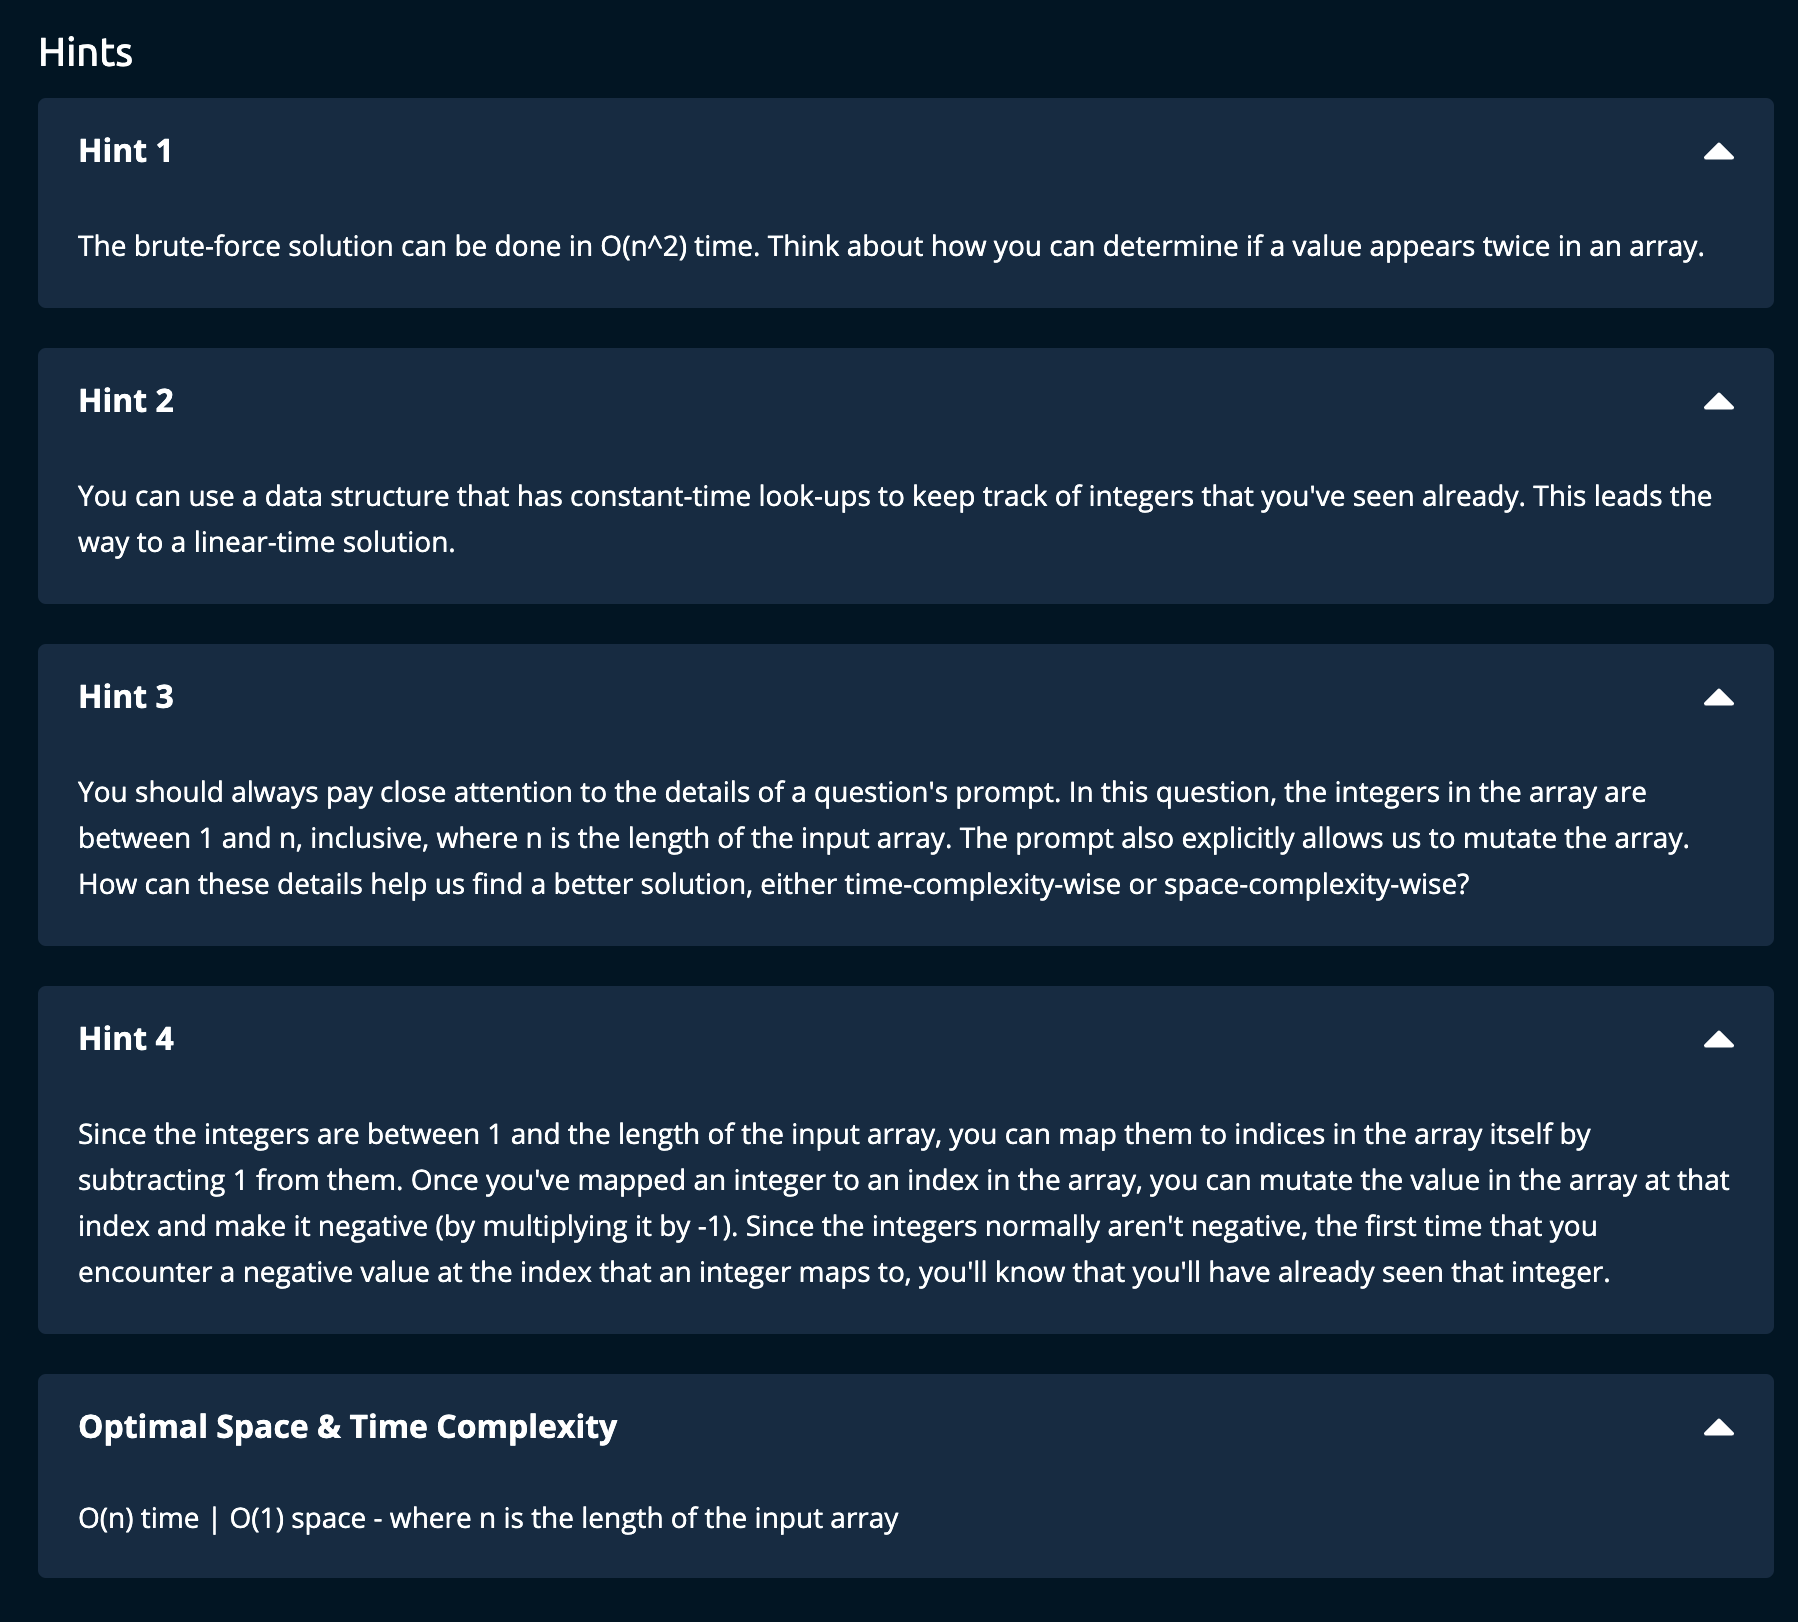 Hints
Hint 1
The brute-force solution can be done in O(n^2) time. Think about how you can determine if a value appears twice in an array.
Hint 2
You can use a data structure that has constant-time look-ups to keep track of integers that you've seen already. This leads the
way to a linear-time solution.
Hint 3
You should always pay close attention to the details of a question's prompt. In this question, the integers in the array are
between 1 and n, inclusive, where n is the length of the input array. The prompt also explicitly allows us to mutate the array.
How can these details help us find a better solution, either time-complexity-wise or space-complexity-wise?
Hint 4
Since the integers are between 1 and the length of the input array, you can map them to indices in the array itself by
subtracting 1 from them. Once you've mapped an integer to an index in the array, you can mutate the value in the array at that
index and make it negative (by multiplying it by -1). Since the integers normally aren't negative, the first time that you
encounter a negative value at the index that an integer maps to, you'll know that you'll have already seen that integer.
Optimal Space & Time Complexity
O(n) time | O(1) space - where n is the length of the input array